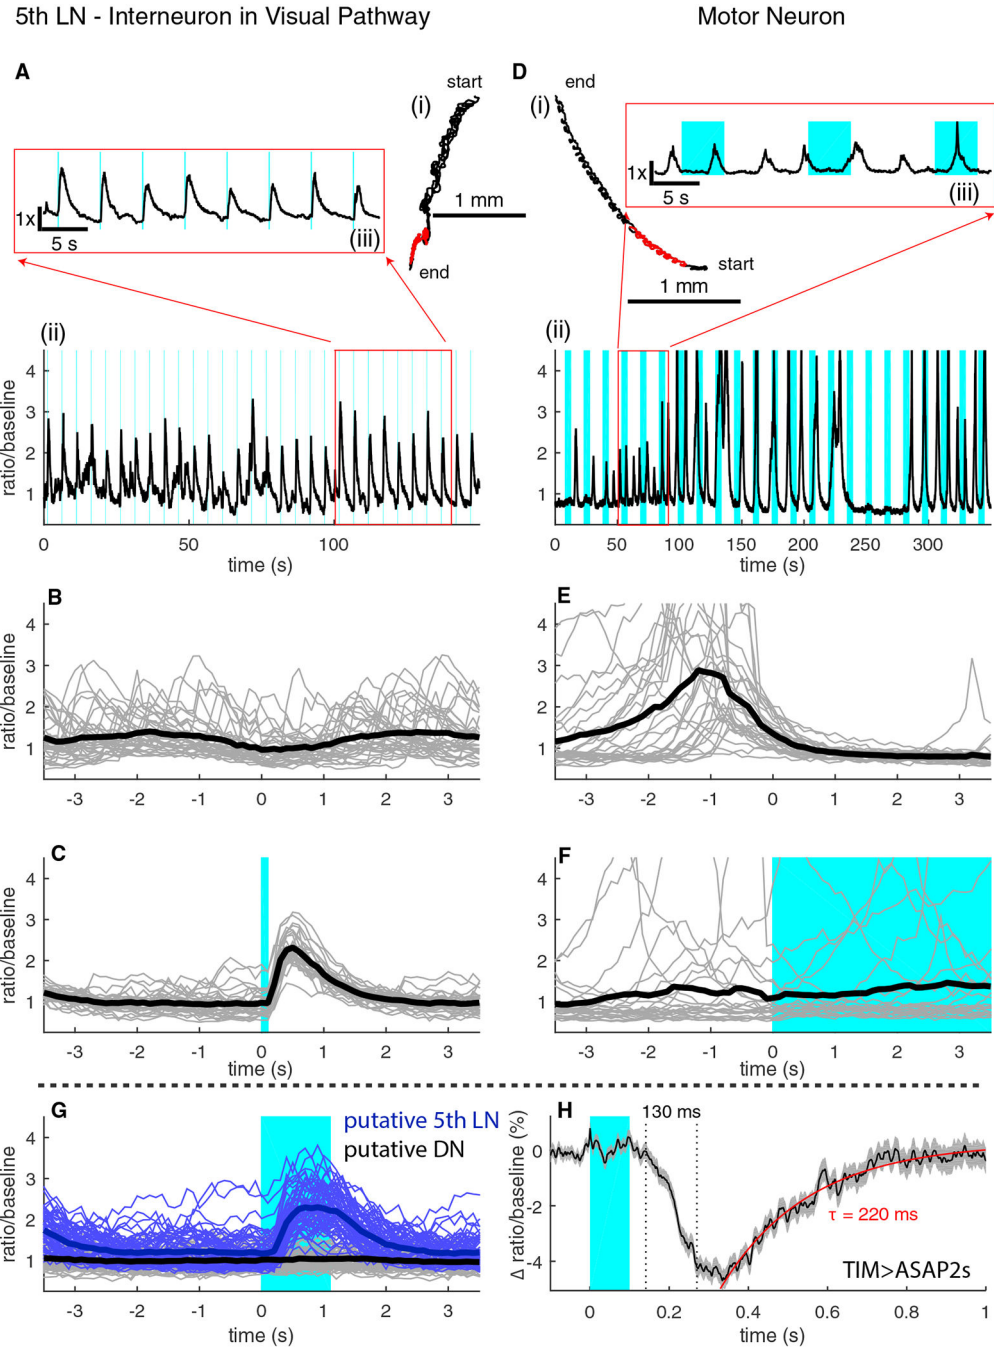 5th LN - Interneuron in Visual Pathway
Motor Neuron
A
(i)
start
1 mm
end
1x
5 s
(iii)
(ii)
ratio/baseline
4
3
2
1
0
50
100
time (s)
D
(i)
end
start
1 mm
1x
5 s
(iii)
(ii)
4
3
2
1
0
50
100
150
200
250
300
time (s)
B
ratio/baseline
4
3
2
1
-3
-2
-1
0
1
2
3
E
4
3
2
1
-3
-2
-1
0
1
2
3
C
ratio/baseline
4
3
2
1
-3
-2
-1
0
1
2
3
time (s)
F
4
3
2
1
-3
-2
-1
0
1
2
3
time (s)
G
putative 5th LN
putative DN
ratio/baseline
4
3
2
1
-3
-2
-1
0
1
2
3
time (s)
H
130 ms
Δ ratio/baseline (%)
0
-2
-4
τ = 220 ms
TIM>ASAP2s
0
0.2
0.4
0.6
0.8
1
time (s)